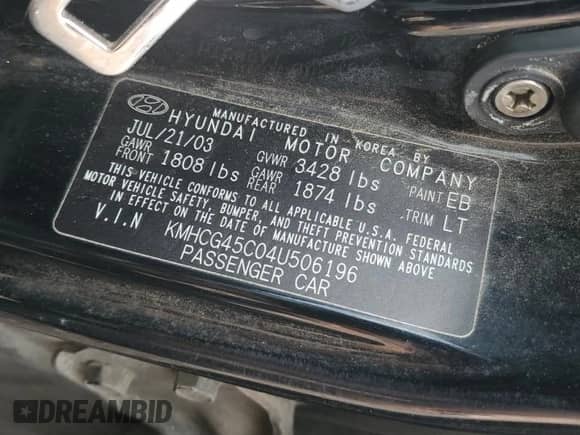 MANUFACTURED IN KOREA BY
HYUNDAI MOTOR COMPANY
JUL/21/03 GVWR 3428 lbs PAINT EB
GAWR FRONT 1808 lbs GAWR REAR 1874 lbs TRIM LT
THIS VEHICLE CONFORMS TO ALL APPLICABLE U.S.A. FEDERAL
MOTOR VEHICLE SAFETY, BUMPER, AND THEFT PREVENTION STANDARDS
IN EFFECT ON THE DATE OF MANUFACTURE SHOWN ABOVE
V.I.N KMHCG45C04U506196
PASSENGER CAR
DREAMBID